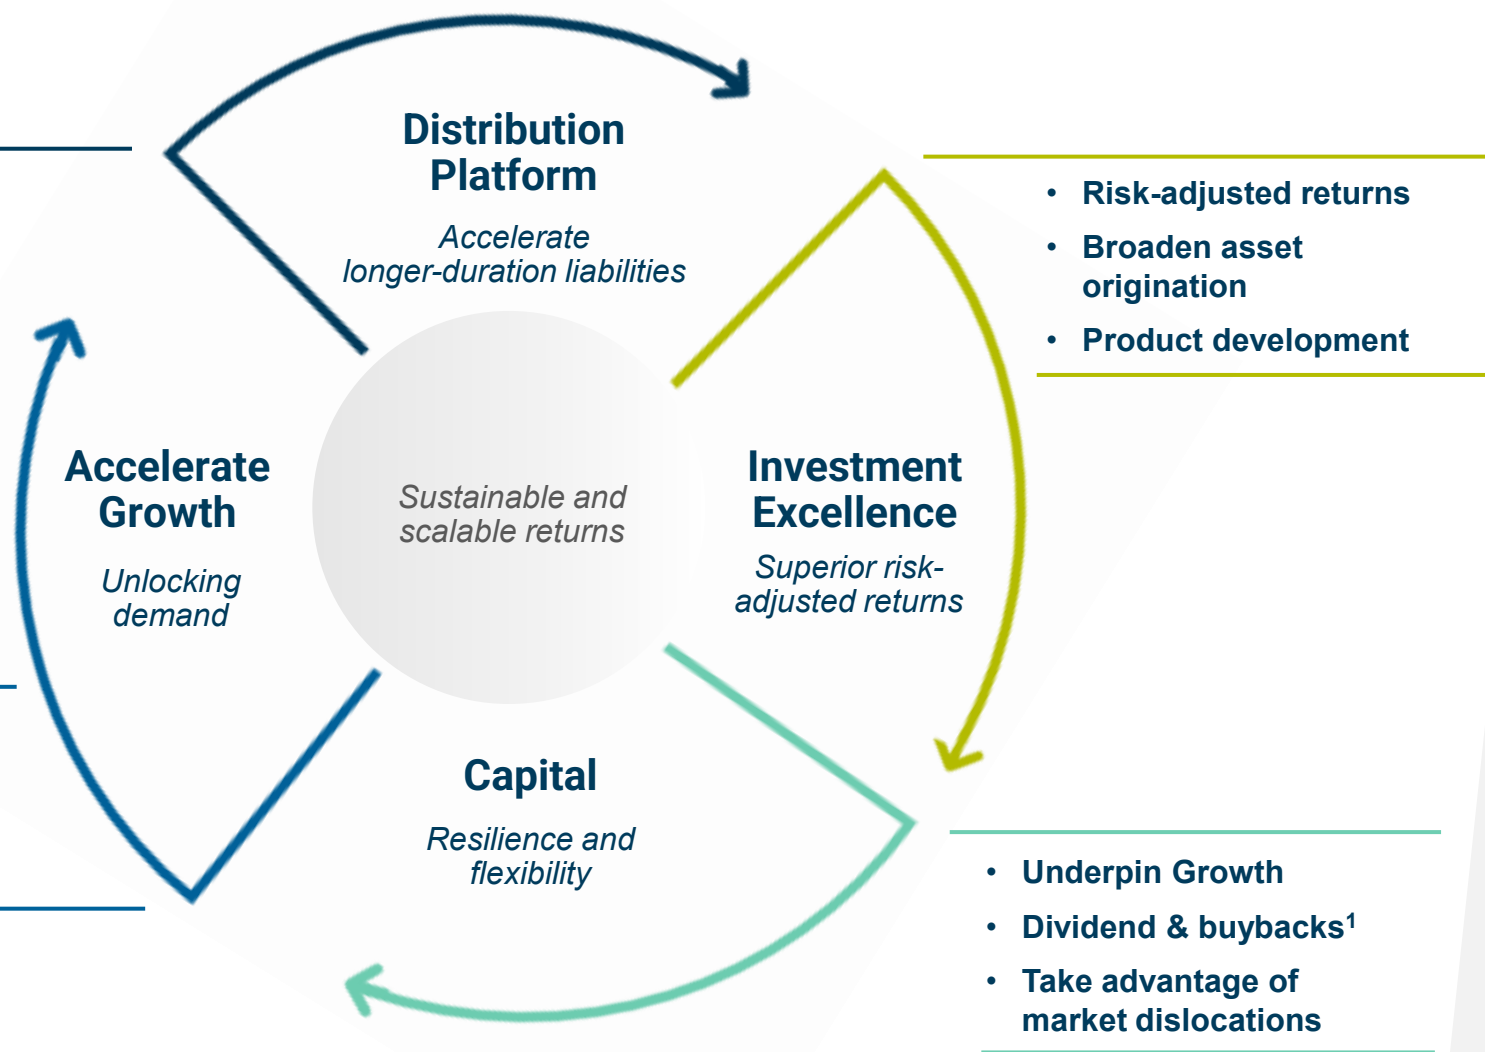 Distribution
Platform
Accelerate
longer-duration liabilities
• Risk-adjusted returns
• Broaden asset
origination
• Product development
Accelerate
Growth
Unlocking
demand
Sustainable and
scalable returns
Investment
Excellence
Superior risk-
adjusted returns
Capital
Resilience and
flexibility
• Underpin Growth
• Dividend & buybacks¹
• Take advantage of
market dislocations